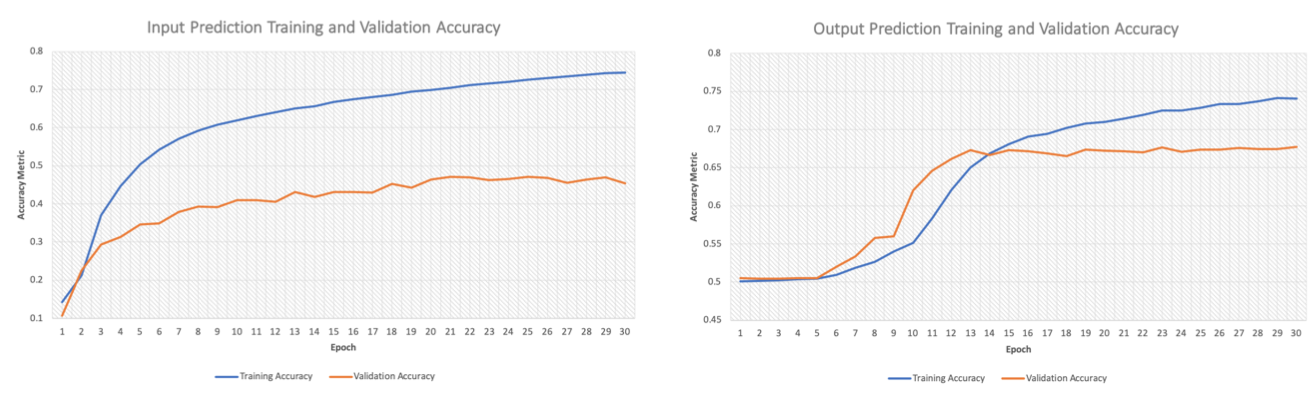 Input Prediction Training and Validation Accuracy
0.8
0.7
0.6
0.5
0.4
0.3
0.2
0.1
Accuracy Metric
1 2 3 4 5 6 7 8 9 10 11 12 13 14 15 16 17 18 19 20 21 22 23 24 25 26 27 28 29 30
Epoch
Training Accuracy Validation Accuracy
Output Prediction Training and Validation Accuracy
0.8
0.75
0.7
0.65
0.6
0.55
0.5
0.45
Accuracy Metric
1 2 3 4 5 6 7 8 9 10 11 12 13 14 15 16 17 18 19 20 21 22 23 24 25 26 27 28 29 30
Epoch
Training Accuracy Validation Accuracy